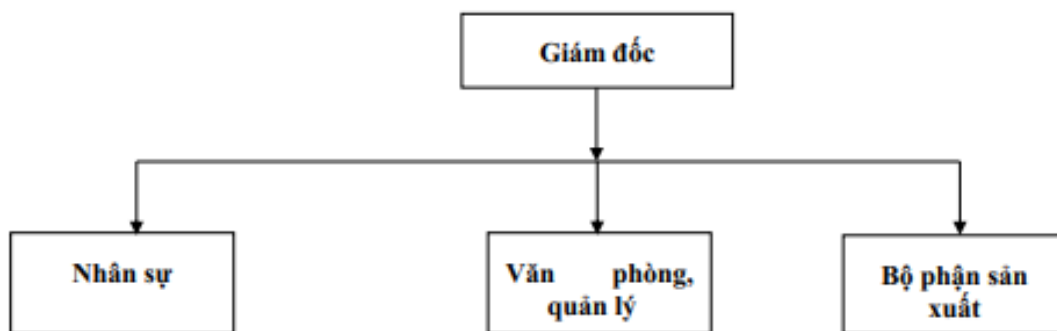 Giám đốc
Nhân sự
Văn phòng,
quản lý
Bộ phận sản
xuất